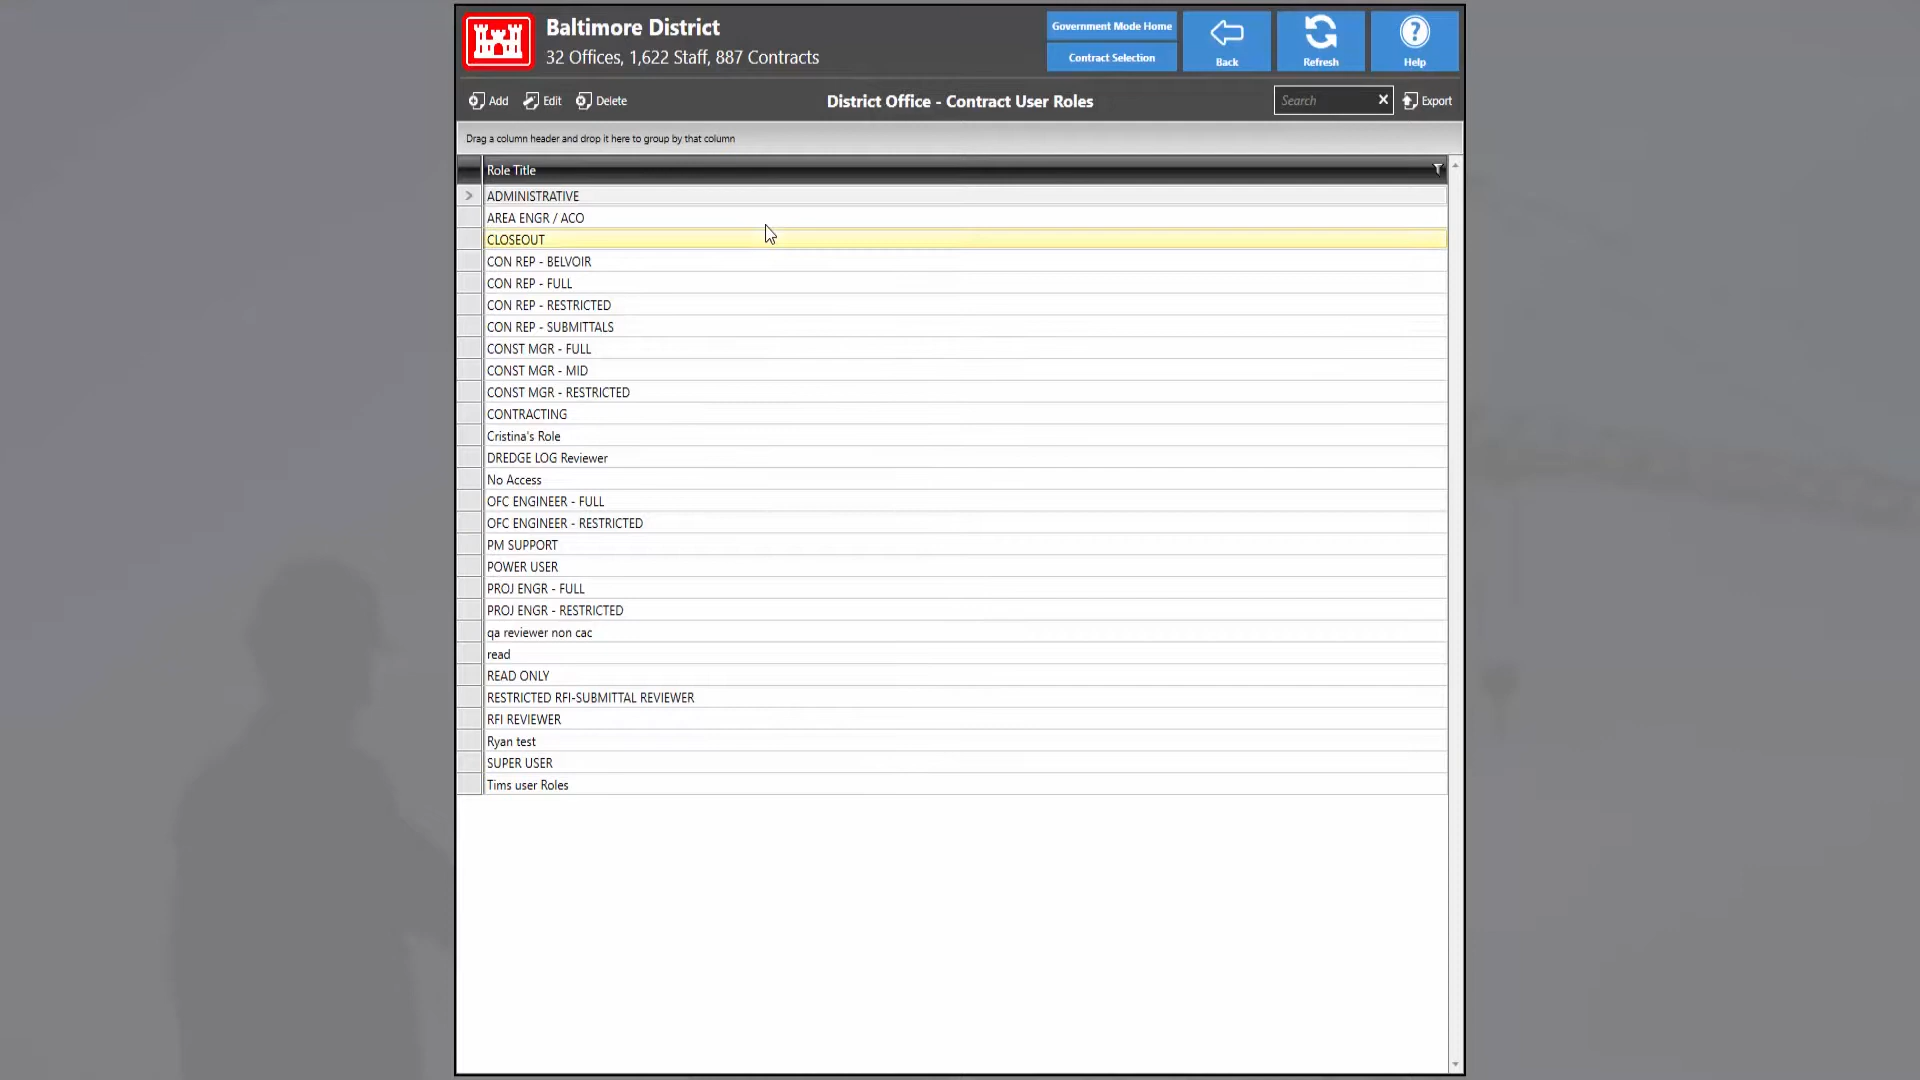 Baltimore District
32 Offices, 1,622 Staff, 887 Contracts
Government Mode Home
Contract Selection
Back
Refresh
Help
Add Edit Delete
District Office - Contract User Roles
Search
Export
Drag a column header and drop it here to group by that column
Role Title
ADMINISTRATIVE
AREA ENGR / ACO
CLOSEOUT
CON REP - BELVOIR
CON REP - FULL
CON REP - RESTRICTED
CON REP - SUBMITTALS
CONST MGR - FULL
CONST MGR - MID
CONST MGR - RESTRICTED
CONTRACTING
Cristina's Role
DREDGE LOG Reviewer
No Access
OFC ENGINEER - FULL
OFC ENGINEER - RESTRICTED
PM SUPPORT
POWER USER
PROJ ENGR - FULL
PROJ ENGR - RESTRICTED
qa reviewer non cac
read
READ ONLY
RESTRICTED RFI-SUBMITTAL REVIEWER
RFI REVIEWER
Ryan test
SUPER USER
Tims user Roles